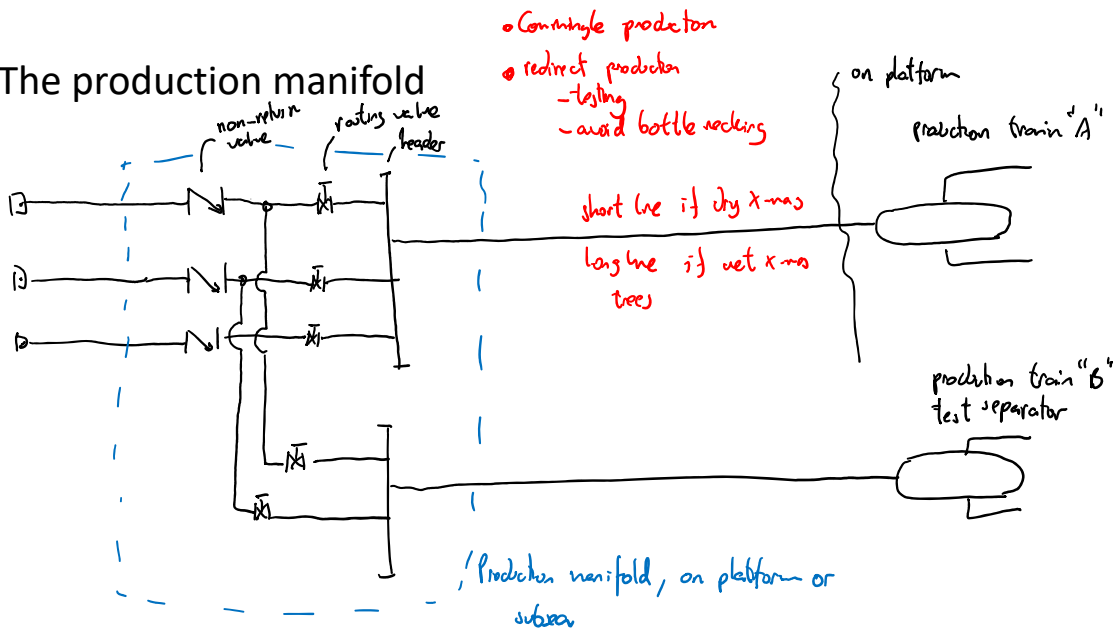 • Commingle production
• redirect production
- testing
- avoid bottle necking
The production manifold
on platform
non-return
valve
routing valve
header
production train "A"
short line if dry X-mas
long line if wet X-mas
trees
production train "B"
test separator
Production manifold, on platform or
subsea